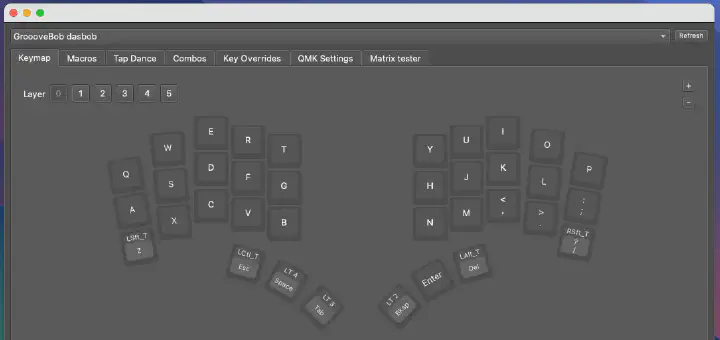 GroooveBob dasbob
Refresh
Keymap Macros Tap Dance Combos Key Overrides QMK Settings Matrix tester
Layer 0 1 2 3 4 5
+
-
Q W E R T Y U I O P
A S D F G H J K L : ;
LSft_T Z X C V B N M < , > . RSft_T ? /
LCtl_T Esc LT 4 Space LT 3 Tab LT 2 Bksp Enter LAlt_T Del